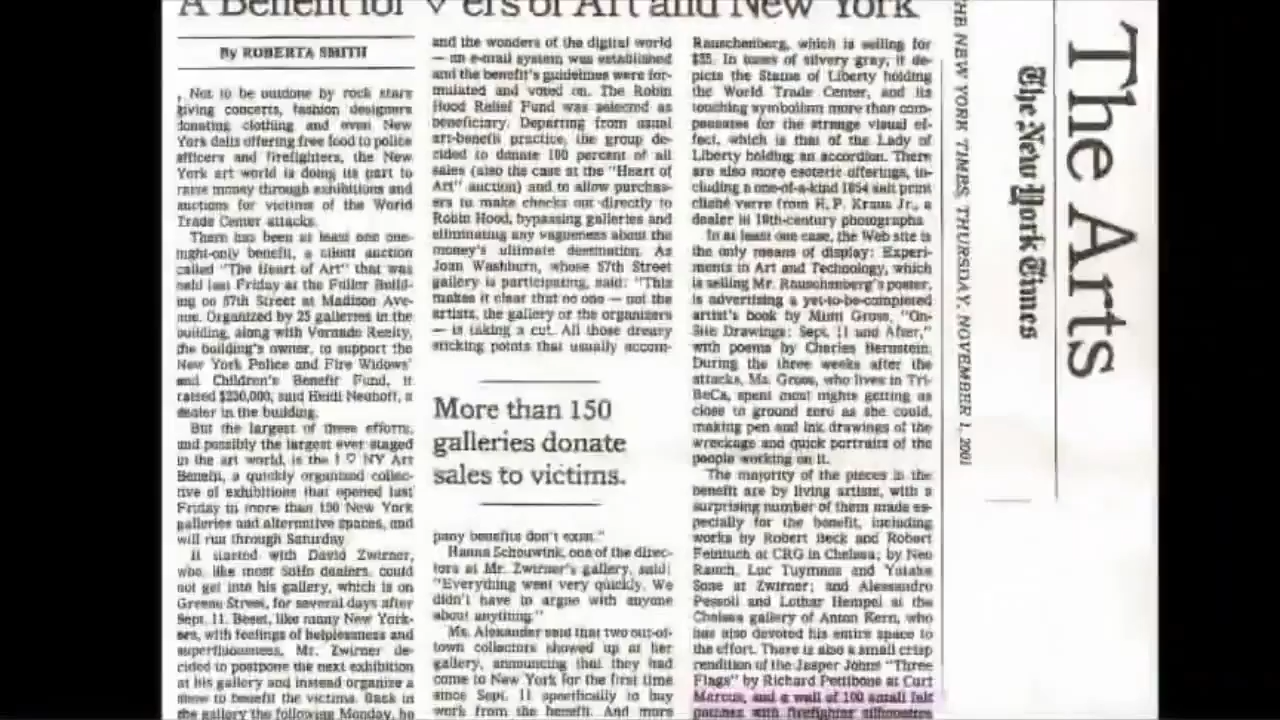 A Benefit for ♡ ers of Art and New York
By ROBERTA SMITH
Not to be outdone by rock stars
giving concerts, fashion designers
donating clothing and even New
York delis offering free food to police
officers and firefighters, the New
York art world is doing its part to
raise money through exhibitions and
auctions for victims of the World
Trade Center attacks.
There has been at least one one-
night-only benefit, a silent auction
called "The Heart of Art" that was
held last Friday at the Fuller Build-
ing on 57th Street at Madison Ave-
nue. Organized by 25 galleries in the
building, along with Vornado Realty,
the building's owner, to support the
New York Police and Fire Widows'
and Children's Benefit Fund, it
raised $230,000, said Heidi Neuhoff, a
dealer in the building.
But the largest of these efforts,
and possibly the largest ever staged
in the art world, is the I ♡ NY Art
Benefit, a quickly organized collec-
tive of exhibitions that opened last
Friday in more than 150 New York
galleries and alternative spaces, and
will run through Saturday
It started with David Zwirner,
who, like most SoHo dealers, could
not get into his gallery, which is on
Greene Street, for several days after
Sept. 11. Beset, like many New York-
ers, with feelings of helplessness and
superfluousness, Mr. Zwirner de-
cided to postpone the next exhibition
at his gallery and instead organize a
show to benefit the victims. Back in
the gallery the following Monday, he
and the wonders of the digital world
— an e-mail system was established
and the benefit's guidelines were for-
mulated and voted on. The Robin
Hood Relief Fund was selected as
beneficiary. Departing from usual
art-benefit practice, the group de-
cided to donate 100 percent of all
sales (also the case at the "Heart of
Art" auction) and to allow purchas-
ers to make checks out directly to
Robin Hood, bypassing galleries and
eliminating any vagueness about the
money's ultimate destination. As
Joan Washburn, whose 57th Street
gallery is participating, said: "This
makes it clear that no one — not the
artists, the gallery or the organizers
— is taking a cut. All those dreary
sticking points that usually accom-
More than 150
galleries donate
sales to victims.
pany benefits don't exist."
Hanna Schouwink, one of the direc-
tors at Mr. Zwirner's gallery, said:
"Everything went very quickly. We
didn't have to argue with anyone
about anything."
Ms. Alexander said that two out-of-
town collectors showed up at her
gallery, announcing that they had
come to New York for the first time
since Sept. 11 specifically to buy
work from the benefit. And more
Rauschenberg, which is selling for
$35. In tones of silvery gray, it de-
picts the Statue of Liberty holding
the World Trade Center, and its
touching symbolism more than com-
pensates for the strange visual ef-
fect, which is that of the Lady of
Liberty holding an accordion. There
are also more esoteric offerings, in-
cluding a one-of-a-kind 1854 salt print
cliché verre from H. P. Kraus Jr., a
dealer in 19th-century photographs
In at least one case, the Web site is
the only means of display: Experi-
ments in Art and Technology, which
is selling Mr. Rauschenberg's poster,
is advertising a yet-to-be-completed
artist's book by Mimi Gross, "On-
Site Drawings: Sept. 11 and After,"
with poems by Charles Bernstein.
During the three weeks after the
attacks, Ms. Gross, who lives in Tri-
BeCa, spent most nights getting as
close to ground zero as she could,
making pen and ink drawings of the
wreckage and quick portraits of the
people working on it.
The majority of the pieces in the
benefit are by living artists, with a
surprising number of them made es-
pecially for the benefit, including
works by Robert Beck and Robert
Feintuch at CRG in Chelsea; by Neo
Rauch, Luc Tuymans and Yutaka
Sone at Zwirner; and Alessandro
Pessoli and Lothar Hempel at the
Chelsea gallery of Anton Kern, who
has also devoted his entire space to
the effort. There is also a small crisp
rendition of the Jasper Johns "Three
Flags" by Richard Pettibone at Curt
Marcus, and a wall of 100 small felt
patches with firefighter silhouettes
THE NEW YORK TIMES, THURSDAY, NOVEMBER 1, 2001
The New York Times
The Arts